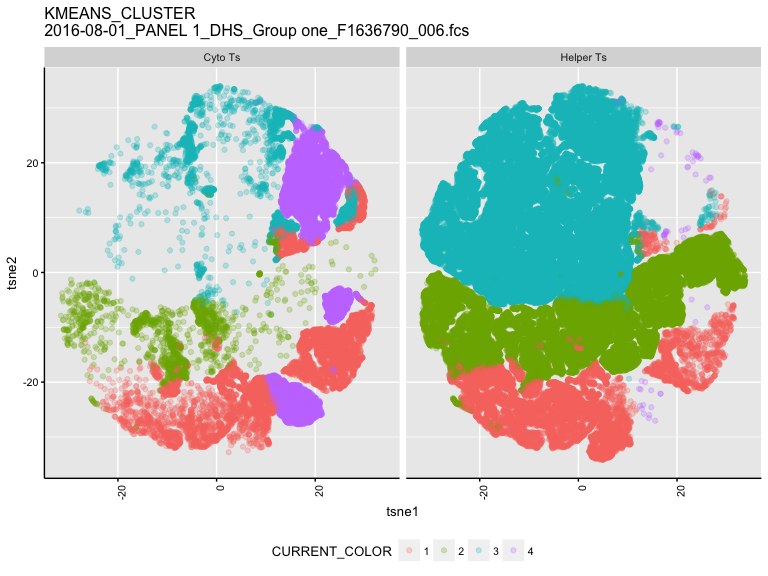 KMEANS_CLUSTER
2016-08-01_PANEL 1_DHS_Group one_F1636790_006.fcs
Cyto Ts
Helper Ts
tsne2
20
0
-20
-20
0
20
-20
0
20
tsne1
CURRENT_COLOR 1 2 3 4